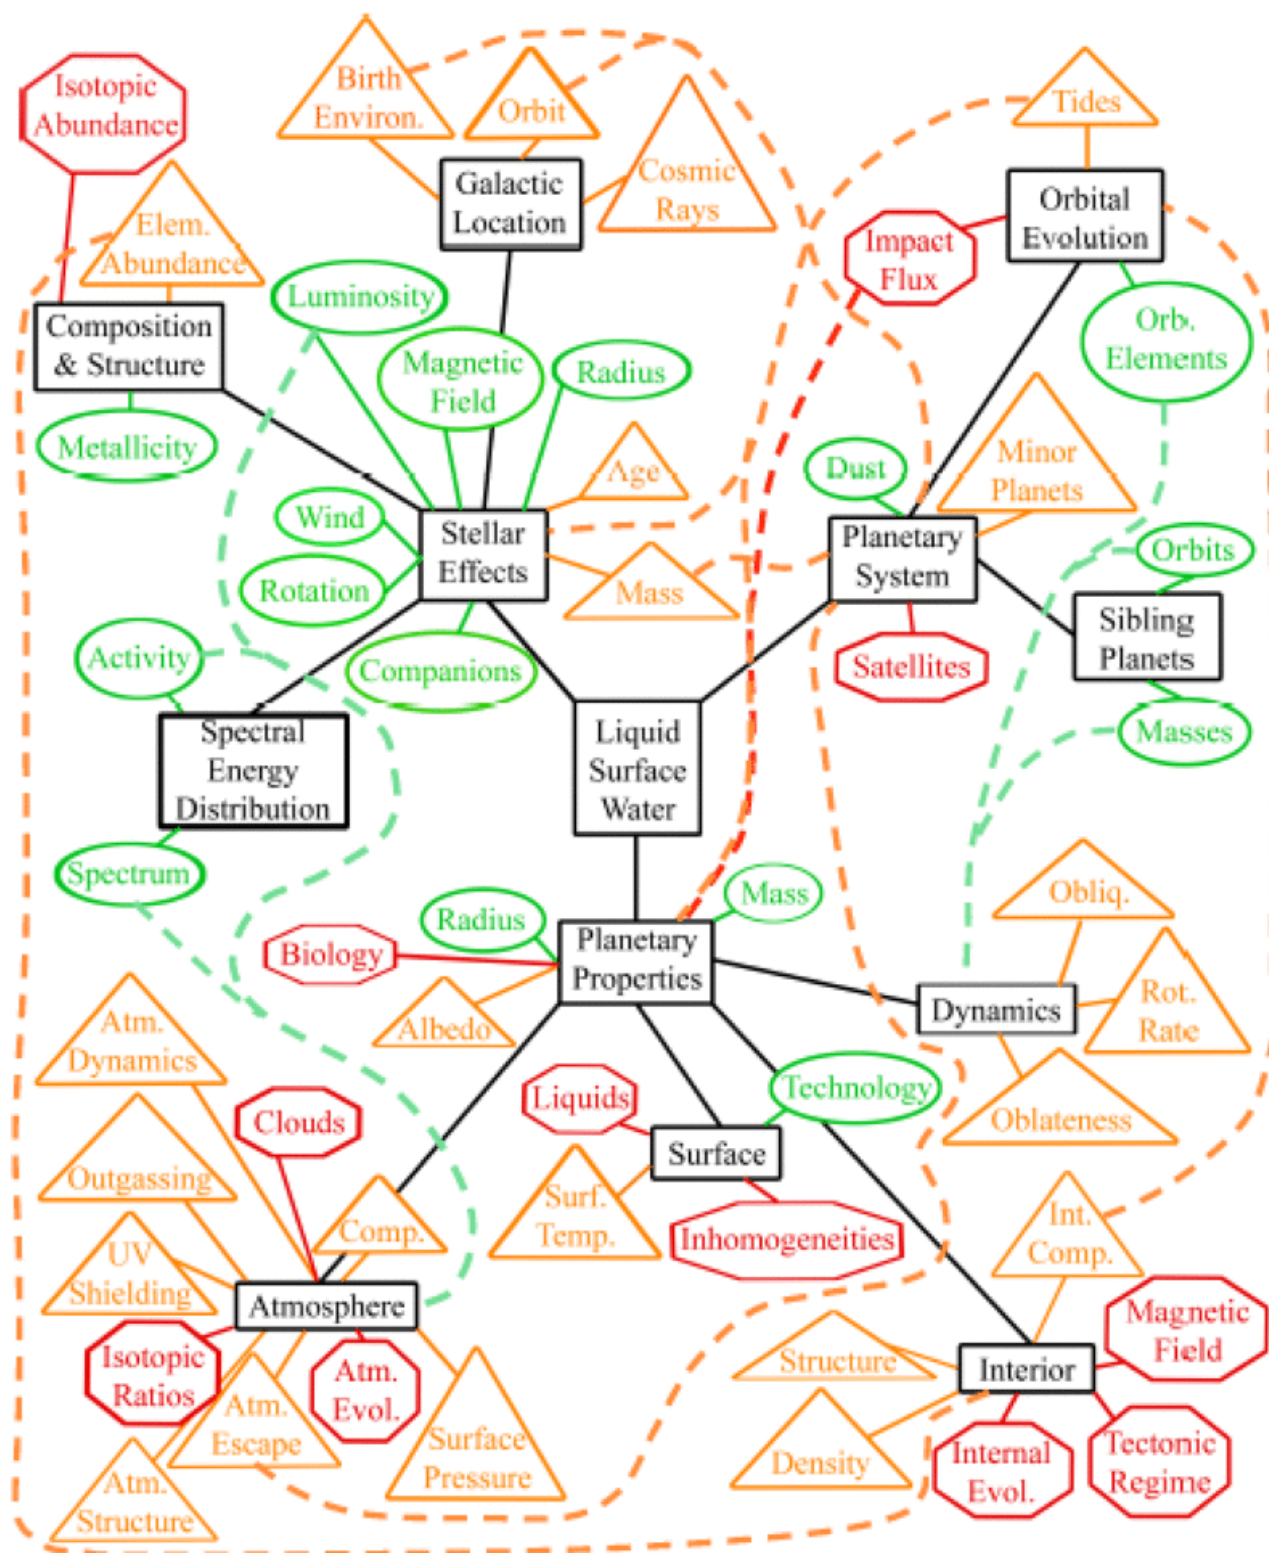 Isotopic
Abundance
Birth
Environ.
Orbit
Cosmic
Rays
Tides
Galactic
Location
Orbital
Evolution
Impact
Flux
Elem.
Abundance
Luminosity
Composition
& Structure
Magnetic
Field
Radius
Orb.
Elements
Metallicity
Age
Dust
Minor
Planets
Wind
Stellar
Effects
Planetary
System
Orbits
Rotation
Mass
Sibling
Planets
Activity
Companions
Satellites
Spectral
Energy
Distribution
Liquid
Surface
Water
Masses
Spectrum
Radius
Mass
Obliq.
Biology
Planetary
Properties
Albedo
Dynamics
Rot.
Rate
Atm.
Dynamics
Clouds
Liquids
Technology
Oblateness
Outgassing
Surface
Comp.
Surf.
Temp.
Inhomogeneities
Int.
Comp.
UV
Shielding
Atmosphere
Magnetic
Field
Isotopic
Ratios
Atm.
Evol.
Structure
Interior
Atm.
Escape
Surface
Pressure
Density
Internal
Evol.
Tectonic
Regime
Atm.
Structure